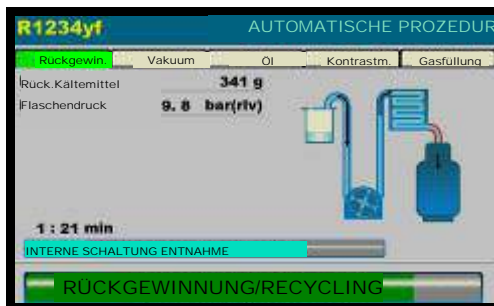 R1234yf AUTOMATISCHE PROZEDUR
Rückgewin. Vakuum Öl Kontrastm. Gasfüllung
Rück.Kältemittel 341 g
Flaschendruck 9.8 bar(rlv)
1 : 21 min
INTERNE SCHALTUNG ENTNAHME
RÜCKGEWINNUNG/RECYCLING